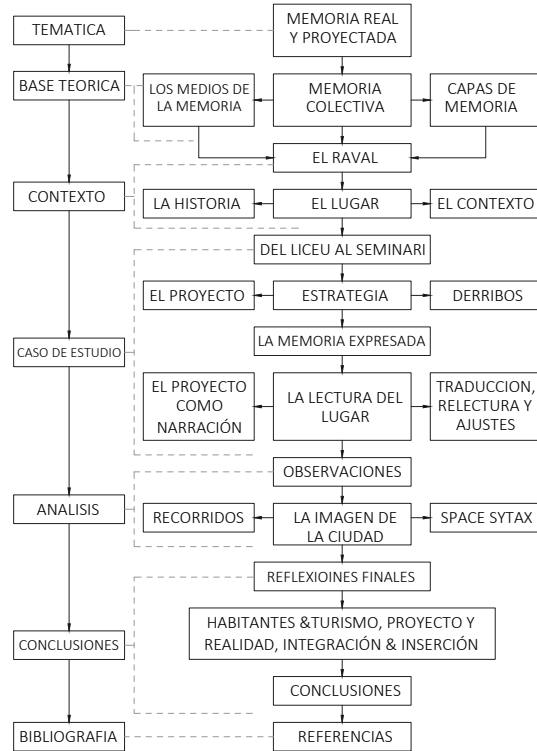 TEMATICA
MEMORIA REAL
Y PROYECTADA
BASE TEORICA
LOS MEDIOS DE
LA MEMORIA
MEMORIA
COLECTIVA
CAPAS DE
MEMORIA
EL RAVAL
CONTEXTO
LA HISTORIA
EL LUGAR
EL CONTEXTO
DEL LICEU AL SEMINARI
EL PROYECTO
ESTRATEGIA
DERRIBOS
LA MEMORIA EXPRESADA
CASO DE ESTUDIO
EL PROYECTO
COMO
NARRACIÓN
LA LECTURA DEL
LUGAR
TRADUCCION,
RELECTURA Y
AJUSTES
OBSERVACIONES
ANALISIS
RECORRIDOS
LA IMAGEN DE
LA CIUDAD
SPACE SYTAX
REFLEXIOINES FINALES
HABITANTES &TURISMO, PROYECTO Y
REALIDAD, INTEGRACIÓN & INSERCIÓN
CONCLUSIONES
CONCLUSIONES
BIBLIOGRAFIA
REFERENCIAS